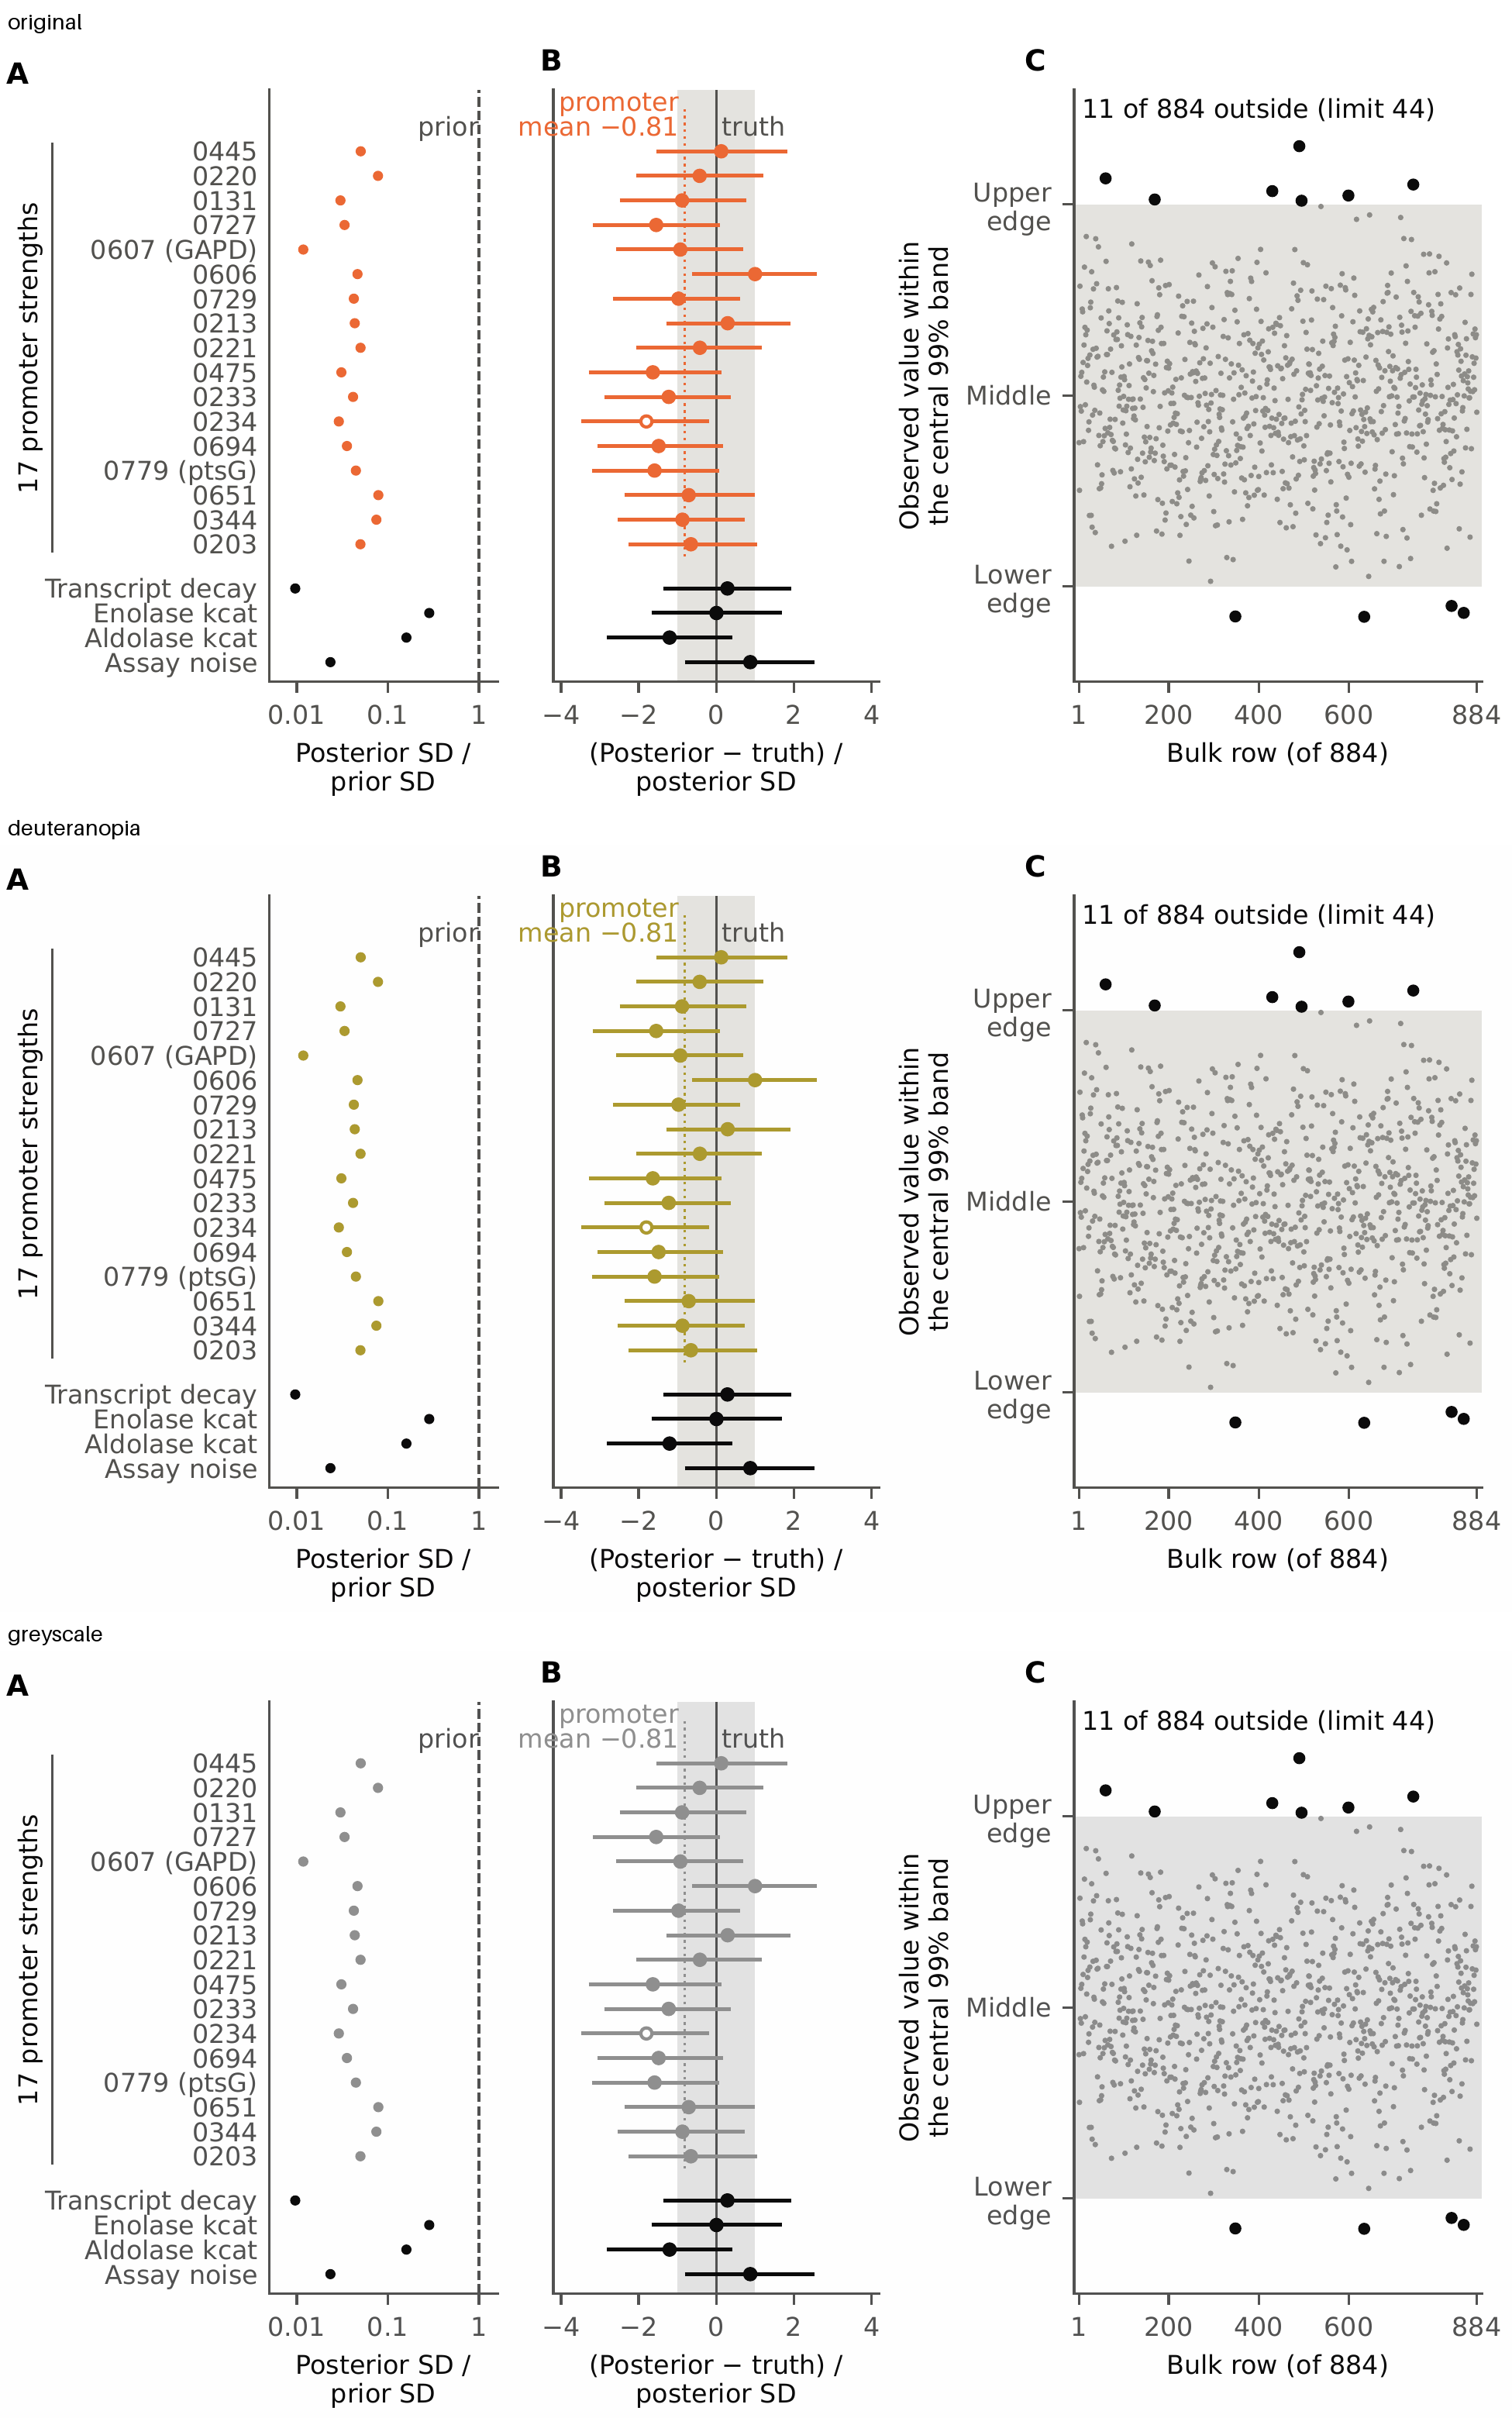 original
A
B
C
prior
promoter
mean −0.81
truth
11 of 884 outside (limit 44)
17 promoter strengths
0445
0220
0131
0727
0607 (GAPD)
0606
0729
0213
0221
0475
0233
0234
0694
0779 (ptsG)
0651
0344
0203
Transcript decay
Enolase kcat
Aldolase kcat
Assay noise
0.01 0.1 1
Posterior SD /
prior SD
−4 −2 0 2 4
(Posterior − truth) /
posterior SD
Observed value within
the central 99% band
Upper
edge
Middle
Lower
edge
1 200 400 600 884
Bulk row (of 884)
deuteranopia
A
B
C
prior
promoter
mean −0.81
truth
11 of 884 outside (limit 44)
17 promoter strengths
0445
0220
0131
0727
0607 (GAPD)
0606
0729
0213
0221
0475
0233
0234
0694
0779 (ptsG)
0651
0344
0203
Transcript decay
Enolase kcat
Aldolase kcat
Assay noise
0.01 0.1 1
Posterior SD /
prior SD
−4 −2 0 2 4
(Posterior − truth) /
posterior SD
Observed value within
the central 99% band
Upper
edge
Middle
Lower
edge
1 200 400 600 884
Bulk row (of 884)
greyscale
A
B
C
prior
promoter
mean −0.81
truth
11 of 884 outside (limit 44)
17 promoter strengths
0445
0220
0131
0727
0607 (GAPD)
0606
0729
0213
0221
0475
0233
0234
0694
0779 (ptsG)
0651
0344
0203
Transcript decay
Enolase kcat
Aldolase kcat
Assay noise
0.01 0.1 1
Posterior SD /
prior SD
−4 −2 0 2 4
(Posterior − truth) /
posterior SD
Observed value within
the central 99% band
Upper
edge
Middle
Lower
edge
1 200 400 600 884
Bulk row (of 884)